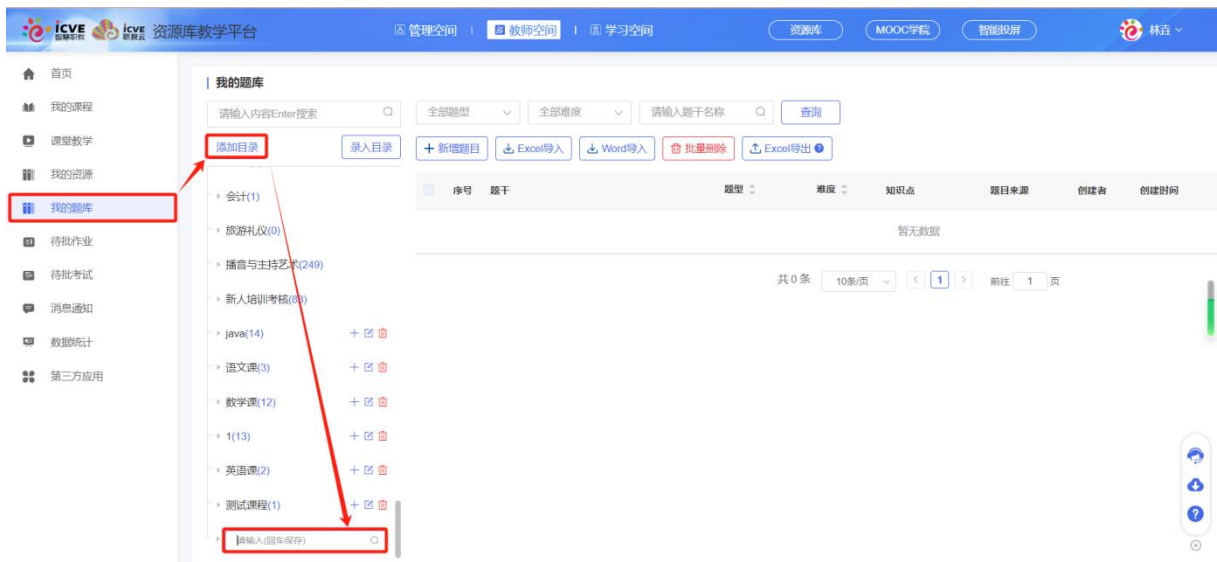 icve 智慧职教 icve 职教云 资源库教学平台 管理空间 教师空间 学习空间 资源库 MOOC学院 智能投屏 林垚
首页
我的课程
课堂教学
我的资源
我的题库
待批作业
待批考试
消息通知
数据统计
第三方应用
我的题库
请输入内容Enter搜索 全部题型 全部难度 请输入题干名称 查询
添加目录 录入目录 新增题目 Excel导入 Word导入 批量删除 Excel导出
序号 题干 题型 难度 知识点 题目来源 创建者 创建时间
暂无数据
共 0 条 10条/页 1 前往 1 页
会计(1)
旅游礼仪(0)
播音与主持艺术(249)
新人培训考核(83)
java(14)
语文课(3)
数学课(12)
1(13)
英语课(2)
测试课程(1)
请输入(回车保存)